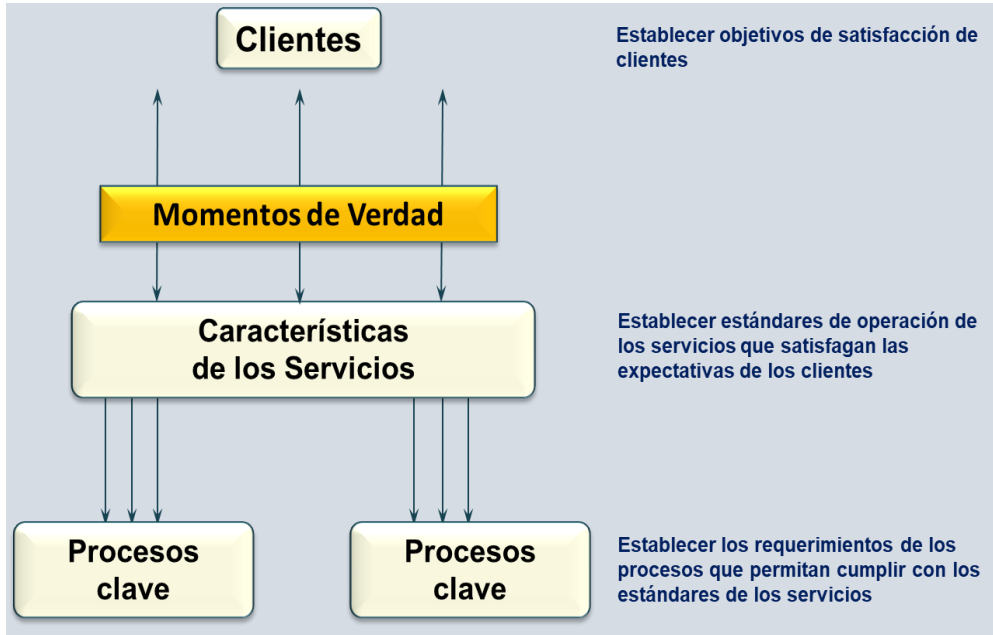 Clientes
Establecer objetivos de satisfacción de
clientes
Momentos de Verdad
Características
de los Servicios
Establecer estándares de operación de
los servicios que satisfagan las
expectativas de los clientes
Procesos
clave
Procesos
clave
Establecer los requerimientos de los
procesos que permitan cumplir con los
estándares de los servicios